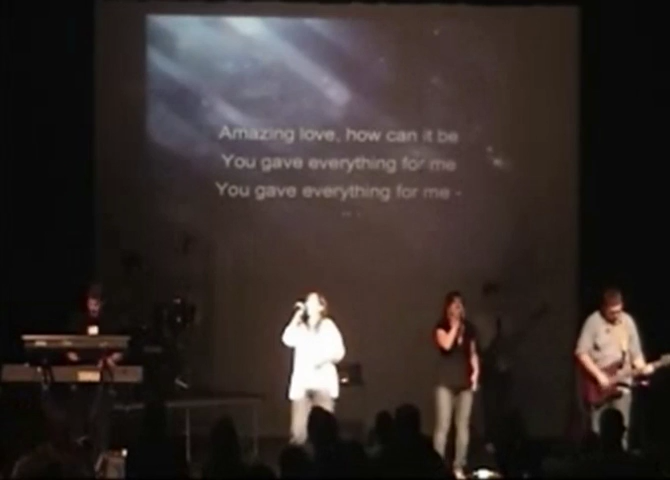 Amazing love, how can it be
You gave everything for me
You gave everything for me -